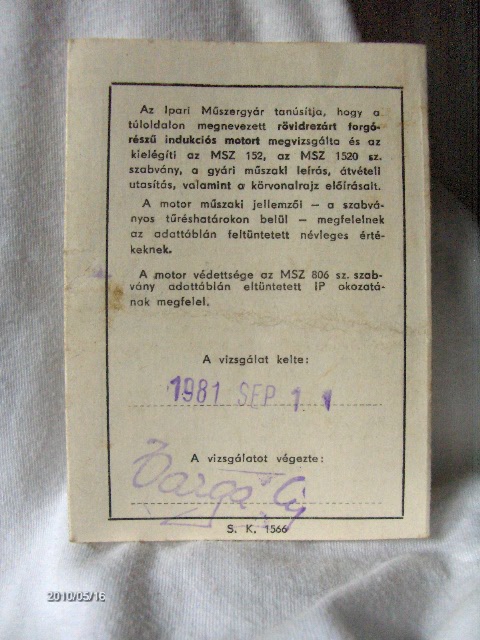 Az Ipari Műszergyár tanúsítja, hogy a
túloldalon megnevezett rövidrezárt forgó-
részű indukciós motort megvizsgálta és az
kielégíti az MSZ 152, az MSZ 1520 sz.
szabvány, a gyári műszaki leírás, átvételi
utasítás, valamint a körvonalrajz előírásait.
A motor műszaki jellemzői – a szabvá-
nyos tűréshatárokon belül – megfelelnek
az adattáblán feltüntetett névleges érté-
keknek.
A motor védettsége az MSZ 806 sz. szab-
vány adottáblán eltüntetett IP okozatá-
nak megfelel.
A vizsgálat kelte:
1981 SEP 1 1
A vizsgálatot végezte:
Varga
S. K. 1566
2010/05/16